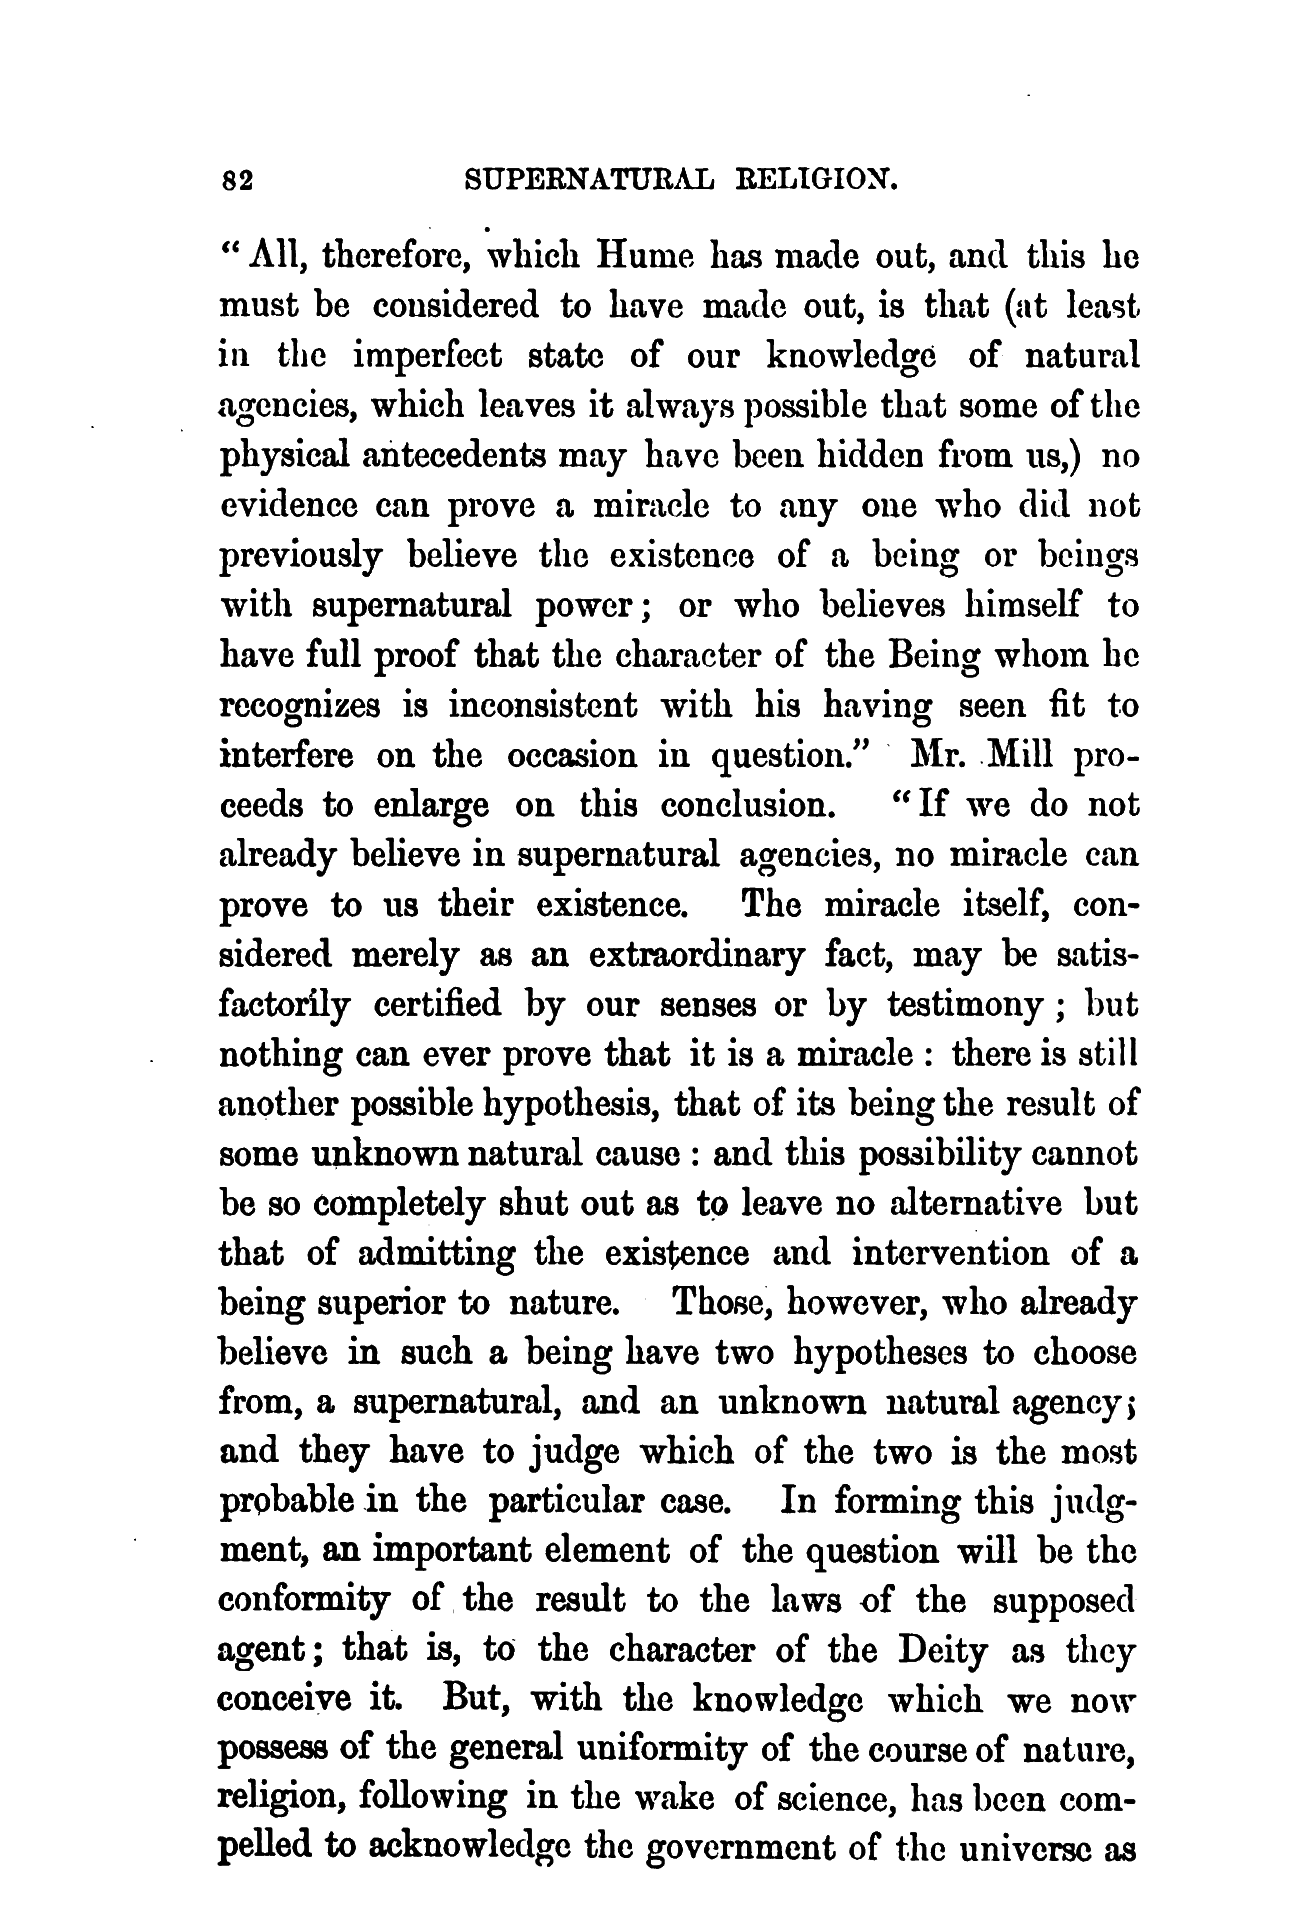 82 SUPERNATURAL RELIGION.
“All, therefore, which Hume has made out, and this he
must be considered to have made out, is that (at least
in the imperfect state of our knowledge of natural
agencies, which leaves it always possible that some of the
physical antecedents may have been hidden from us,) no
evidence can prove a miracle to any one who did not
previously believe the existence of a being or beings
with supernatural power; or who believes himself to
have full proof that the character of the Being whom he
recognizes is inconsistent with his having seen fit to
interfere on the occasion in question.” Mr. Mill pro-
ceeds to enlarge on this conclusion. “If we do not
already believe in supernatural agencies, no miracle can
prove to us their existence. The miracle itself, con-
sidered merely as an extraordinary fact, may be satis-
factorily certified by our senses or by testimony; but
nothing can ever prove that it is a miracle: there is still
another possible hypothesis, that of its being the result of
some unknown natural cause: and this possibility cannot
be so completely shut out as to leave no alternative but
that of admitting the existence and intervention of a
being superior to nature. Those, however, who already
believe in such a being have two hypotheses to choose
from, a supernatural, and an unknown natural agency;
and they have to judge which of the two is the most
probable in the particular case. In forming this judg-
ment, an important element of the question will be the
conformity of the result to the laws of the supposed
agent; that is, to the character of the Deity as they
conceive it. But, with the knowledge which we now
possess of the general uniformity of the course of nature,
religion, following in the wake of science, has been com-
pelled to acknowledge the government of the universe as